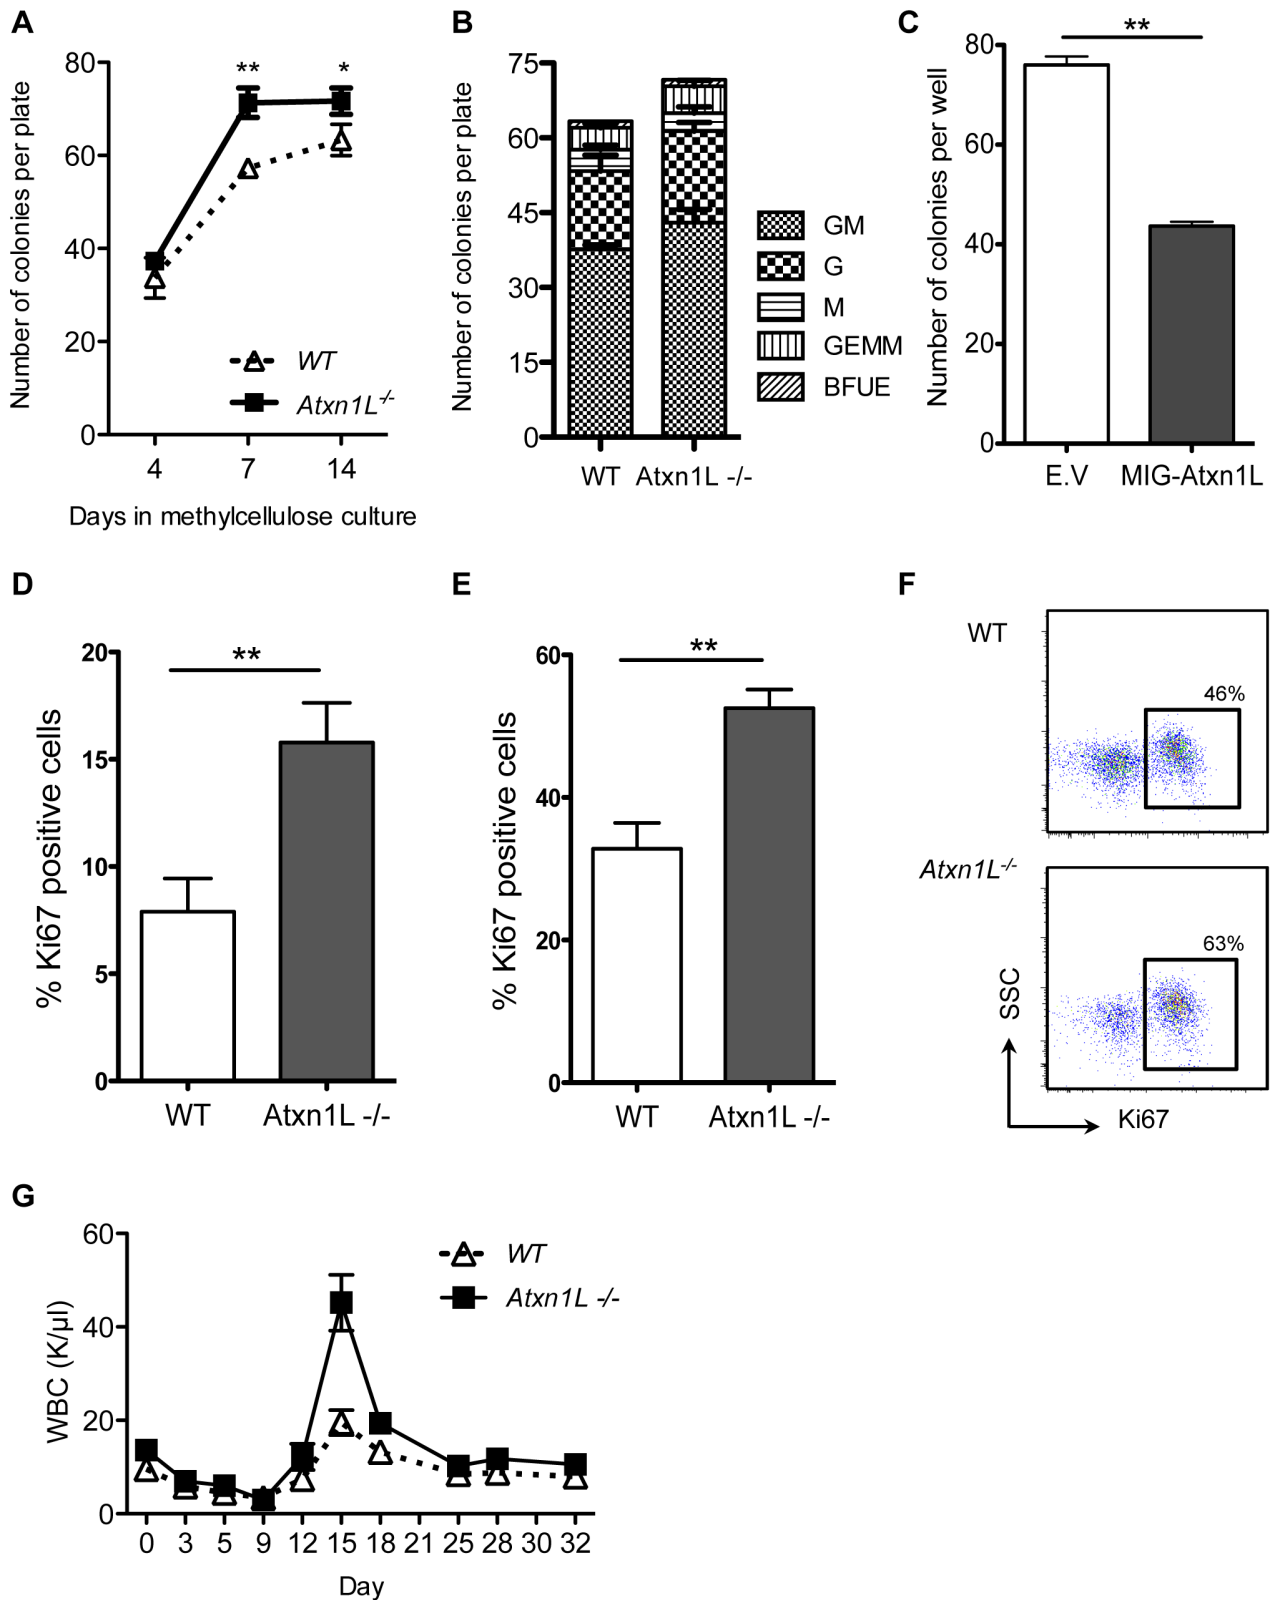 A
Number of colonies per plate
80
60
40
20
0
**
*
WT
Atxn1L-/-
4 7 14
Days in methylcellulose culture
B
Number of colonies per plate
75
60
45
30
15
0
WT Atxn1L -/-
GM
G
M
GEMM
BFUE
C
Number of colonies per well
80
60
40
20
0
**
E.V MIG-Atxn1L
D
% Ki67 positive cells
20
15
10
5
0
**
WT Atxn1L -/-
E
% Ki67 positive cells
60
40
20
0
**
WT Atxn1L -/-
F
WT
46%
Atxn1L-/-
63%
SSC
Ki67
G
WBC (K/µl)
60
40
20
0
WT
Atxn1L -/-
0 3 5 9 12 15 18 21 25 28 30 32
Day